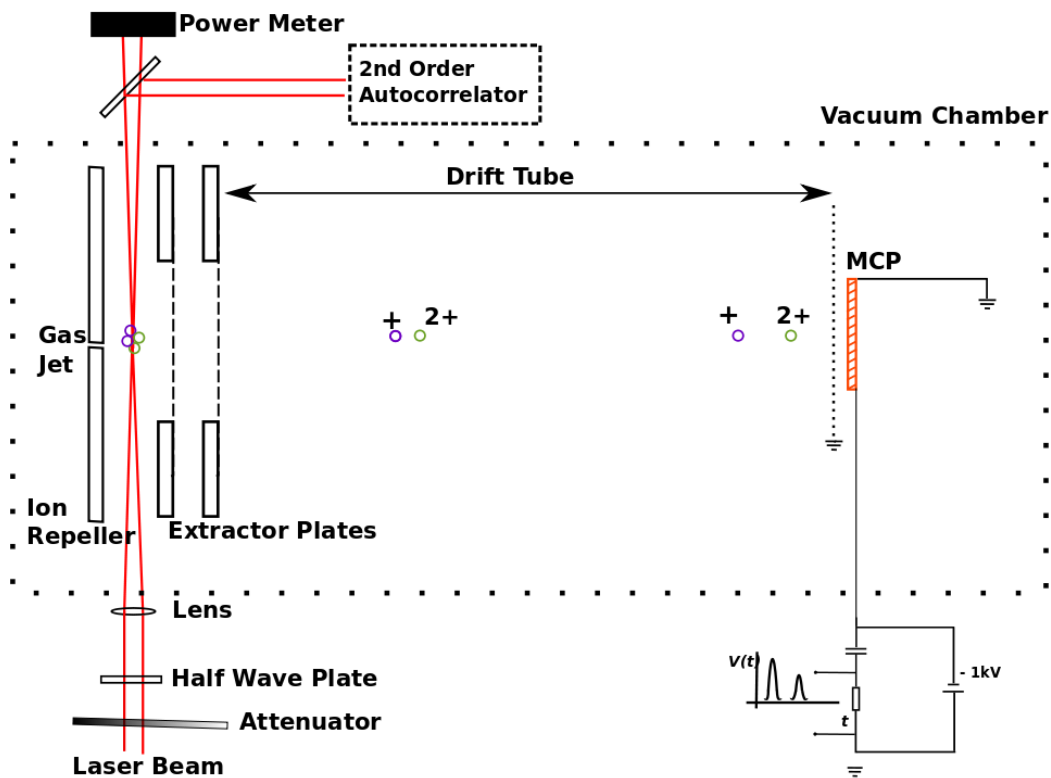 Power Meter
2nd Order
Autocorrelator
Vacuum Chamber
Drift Tube
MCP
+
2+
+
2+
Gas
Jet
Ion
Repeller
Extractor Plates
Lens
Half Wave Plate
V(t)
- 1kV
t
Attenuator
Laser Beam